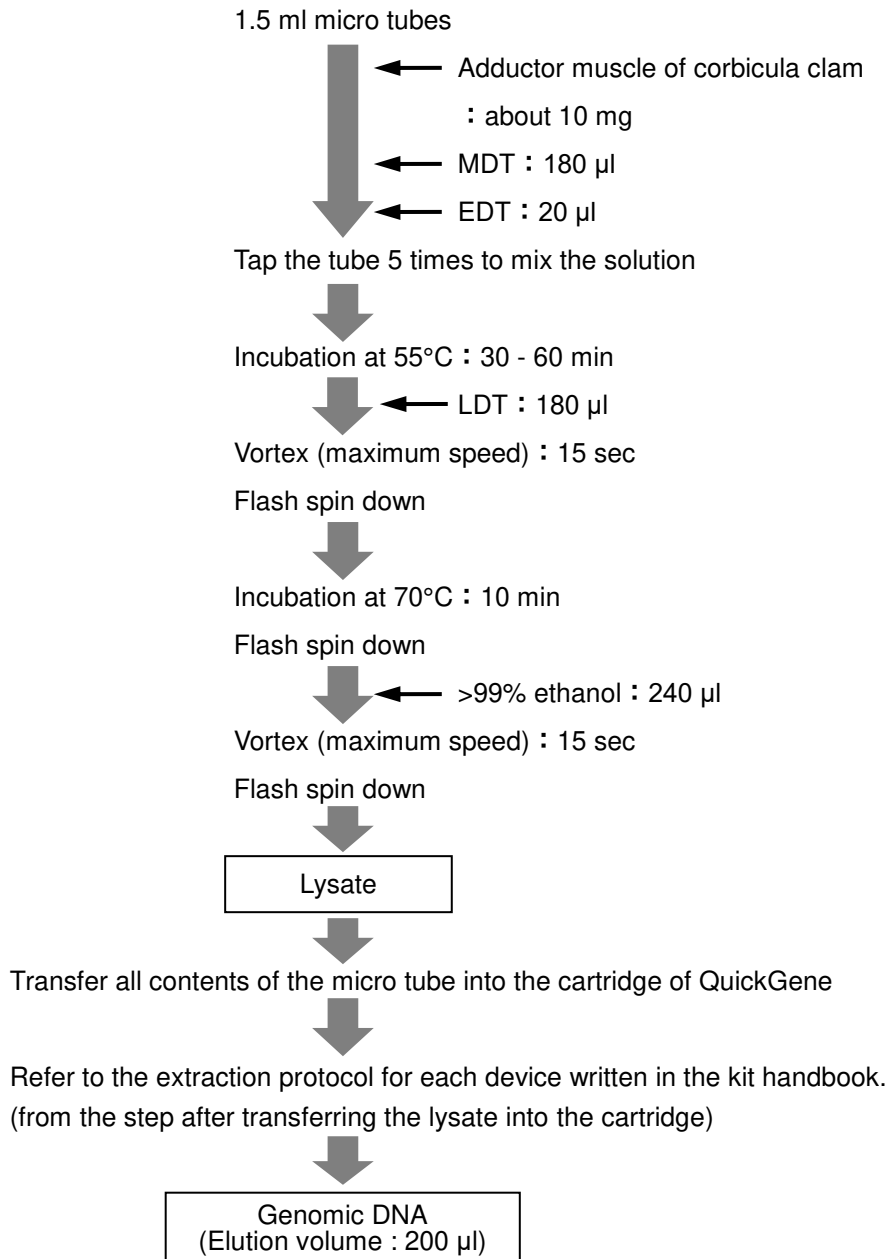 1.5 ml micro tubes
Adductor muscle of corbicula clam
：about 10 mg
MDT：180 µl
EDT：20 µl
Tap the tube 5 times to mix the solution
Incubation at 55°C：30 - 60 min
LDT：180 µl
Vortex (maximum speed)：15 sec
Flash spin down
Incubation at 70°C：10 min
Flash spin down
>99% ethanol：240 µl
Vortex (maximum speed)：15 sec
Flash spin down
Lysate
Transfer all contents of the micro tube into the cartridge of QuickGene
Refer to the extraction protocol for each device written in the kit handbook.
(from the step after transferring the lysate into the cartridge)
Genomic DNA
(Elution volume : 200 µl)